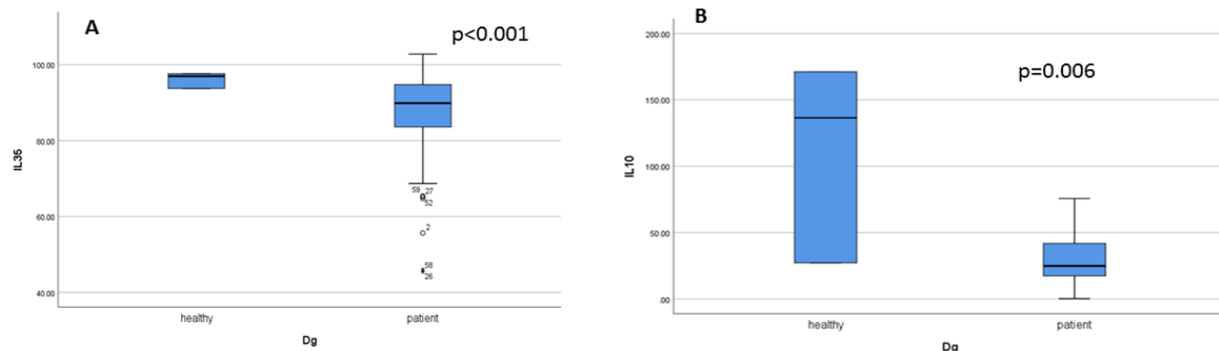 A
p<0.001
100.00
80.00
60.00
40.00
IL35
59 27
52
2
58
26
healthy patient
Dg
B
p=0.006
200.00
150.00
100.00
50.00
.00
IL10
healthy patient
Dg